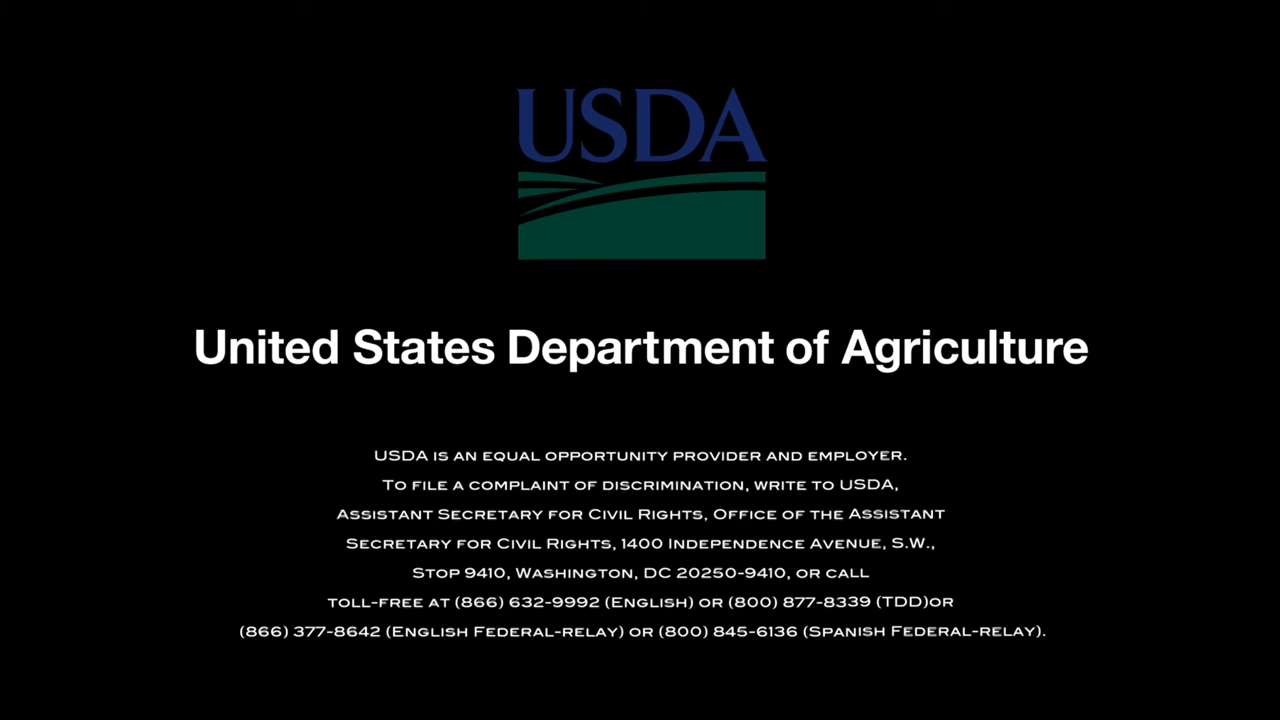 USDA
United States Department of Agriculture
USDA IS AN EQUAL OPPORTUNITY PROVIDER AND EMPLOYER.
TO FILE A COMPLAINT OF DISCRIMINATION, WRITE TO USDA,
ASSISTANT SECRETARY FOR CIVIL RIGHTS, OFFICE OF THE ASSISTANT
SECRETARY FOR CIVIL RIGHTS, 1400 INDEPENDENCE AVENUE, S.W.,
STOP 9410, WASHINGTON, DC 20250-9410, OR CALL
TOLL-FREE AT (866) 632-9992 (ENGLISH) OR (800) 877-8339 (TDD)OR
(866) 377-8642 (ENGLISH FEDERAL-RELAY) OR (800) 845-6136 (SPANISH FEDERAL-RELAY).